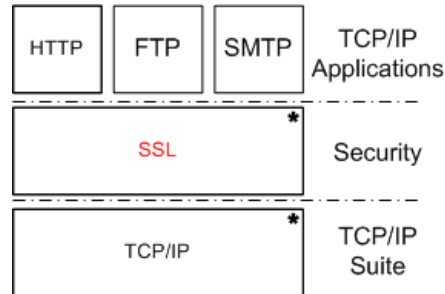 HTTP FTP SMTP TCP/IP
Applications
*
SSL Security
*
TCP/IP TCP/IP
Suite